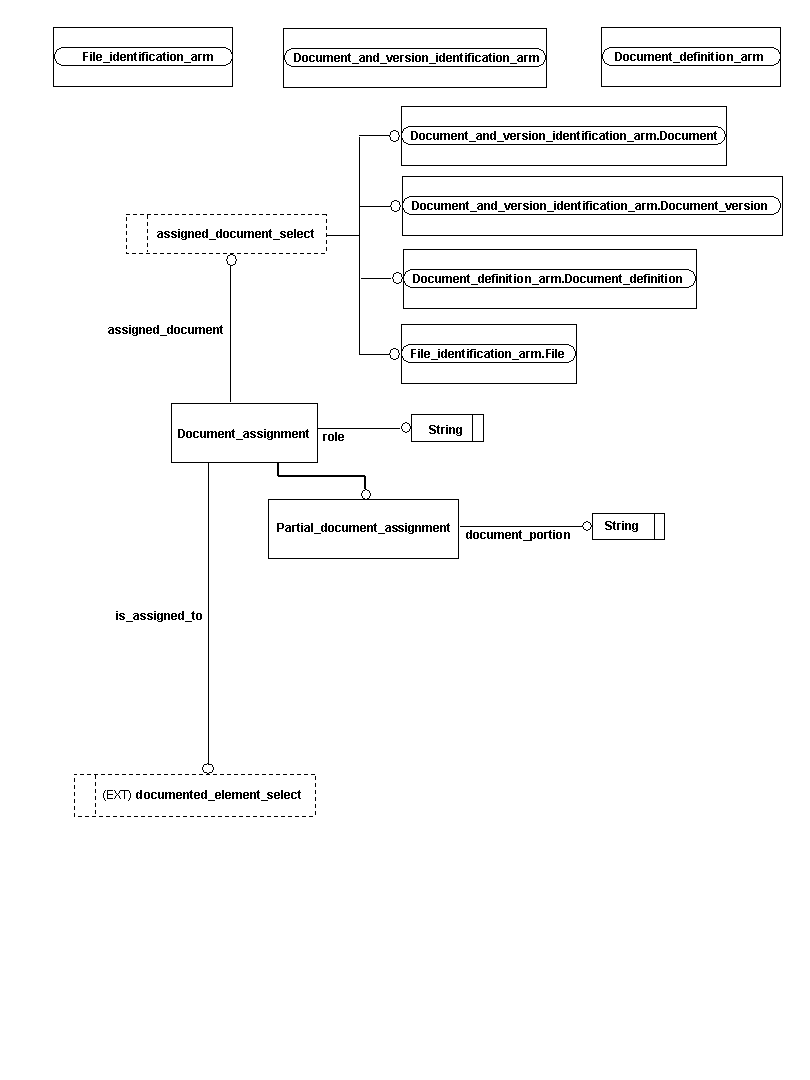 File_identification_arm
Document_and_version_identification_arm
Document_definition_arm
Document_and_version_identification_arm.Document
Document_and_version_identification_arm.Document_version
assigned_document_select
Document_definition_arm.Document_definition
assigned_document
File_identification_arm.File
Document_assignment
role
String
Partial_document_assignment
document_portion
String
is_assigned_to
(EXT) documented_element_select